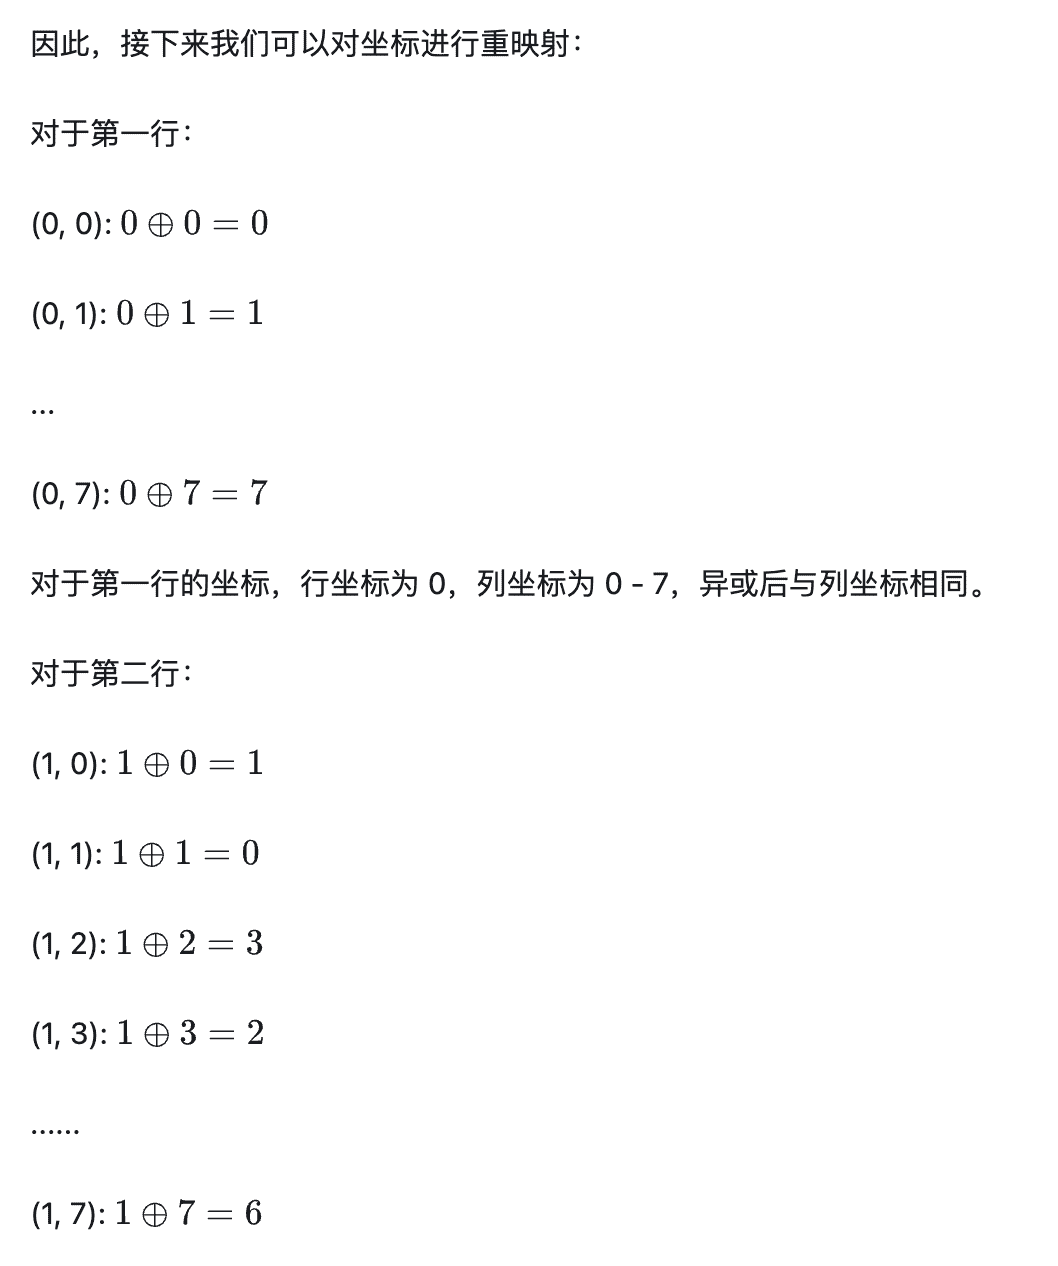 因此，接下来我们可以对坐标进行重映射：
对于第一行：
(0, 0): 0 ⊕ 0 = 0
(0, 1): 0 ⊕ 1 = 1
...
(0, 7): 0 ⊕ 7 = 7
对于第一行的坐标，行坐标为 0，列坐标为 0 - 7，异或后与列坐标相同。
对于第二行：
(1, 0): 1 ⊕ 0 = 1
(1, 1): 1 ⊕ 1 = 0
(1, 2): 1 ⊕ 2 = 3
(1, 3): 1 ⊕ 3 = 2
......
(1, 7): 1 ⊕ 7 = 6